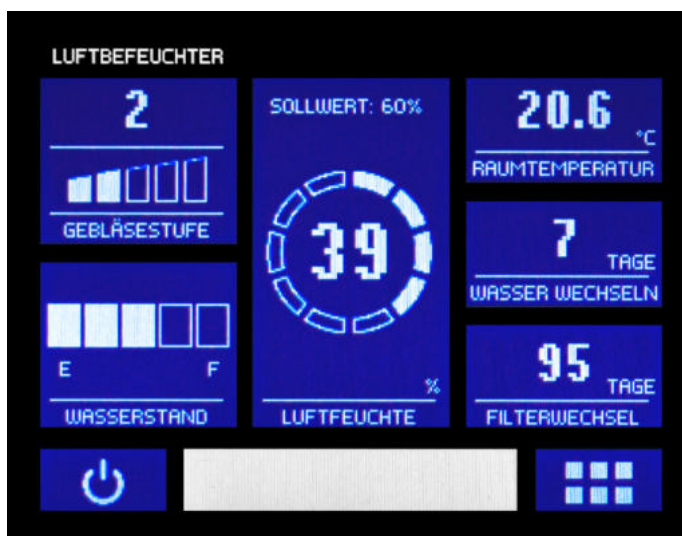 LUFTBEFEUCHTER
2
GEBLÄSESTUFE
E F
WASSERSTAND
SOLLWERT: 60%
39
%
LUFTFEUCHTE
20.6 °C
RAUMTEMPERATUR
7 TAGE
WASSER WECHSELN
95 TAGE
FILTERWECHSEL